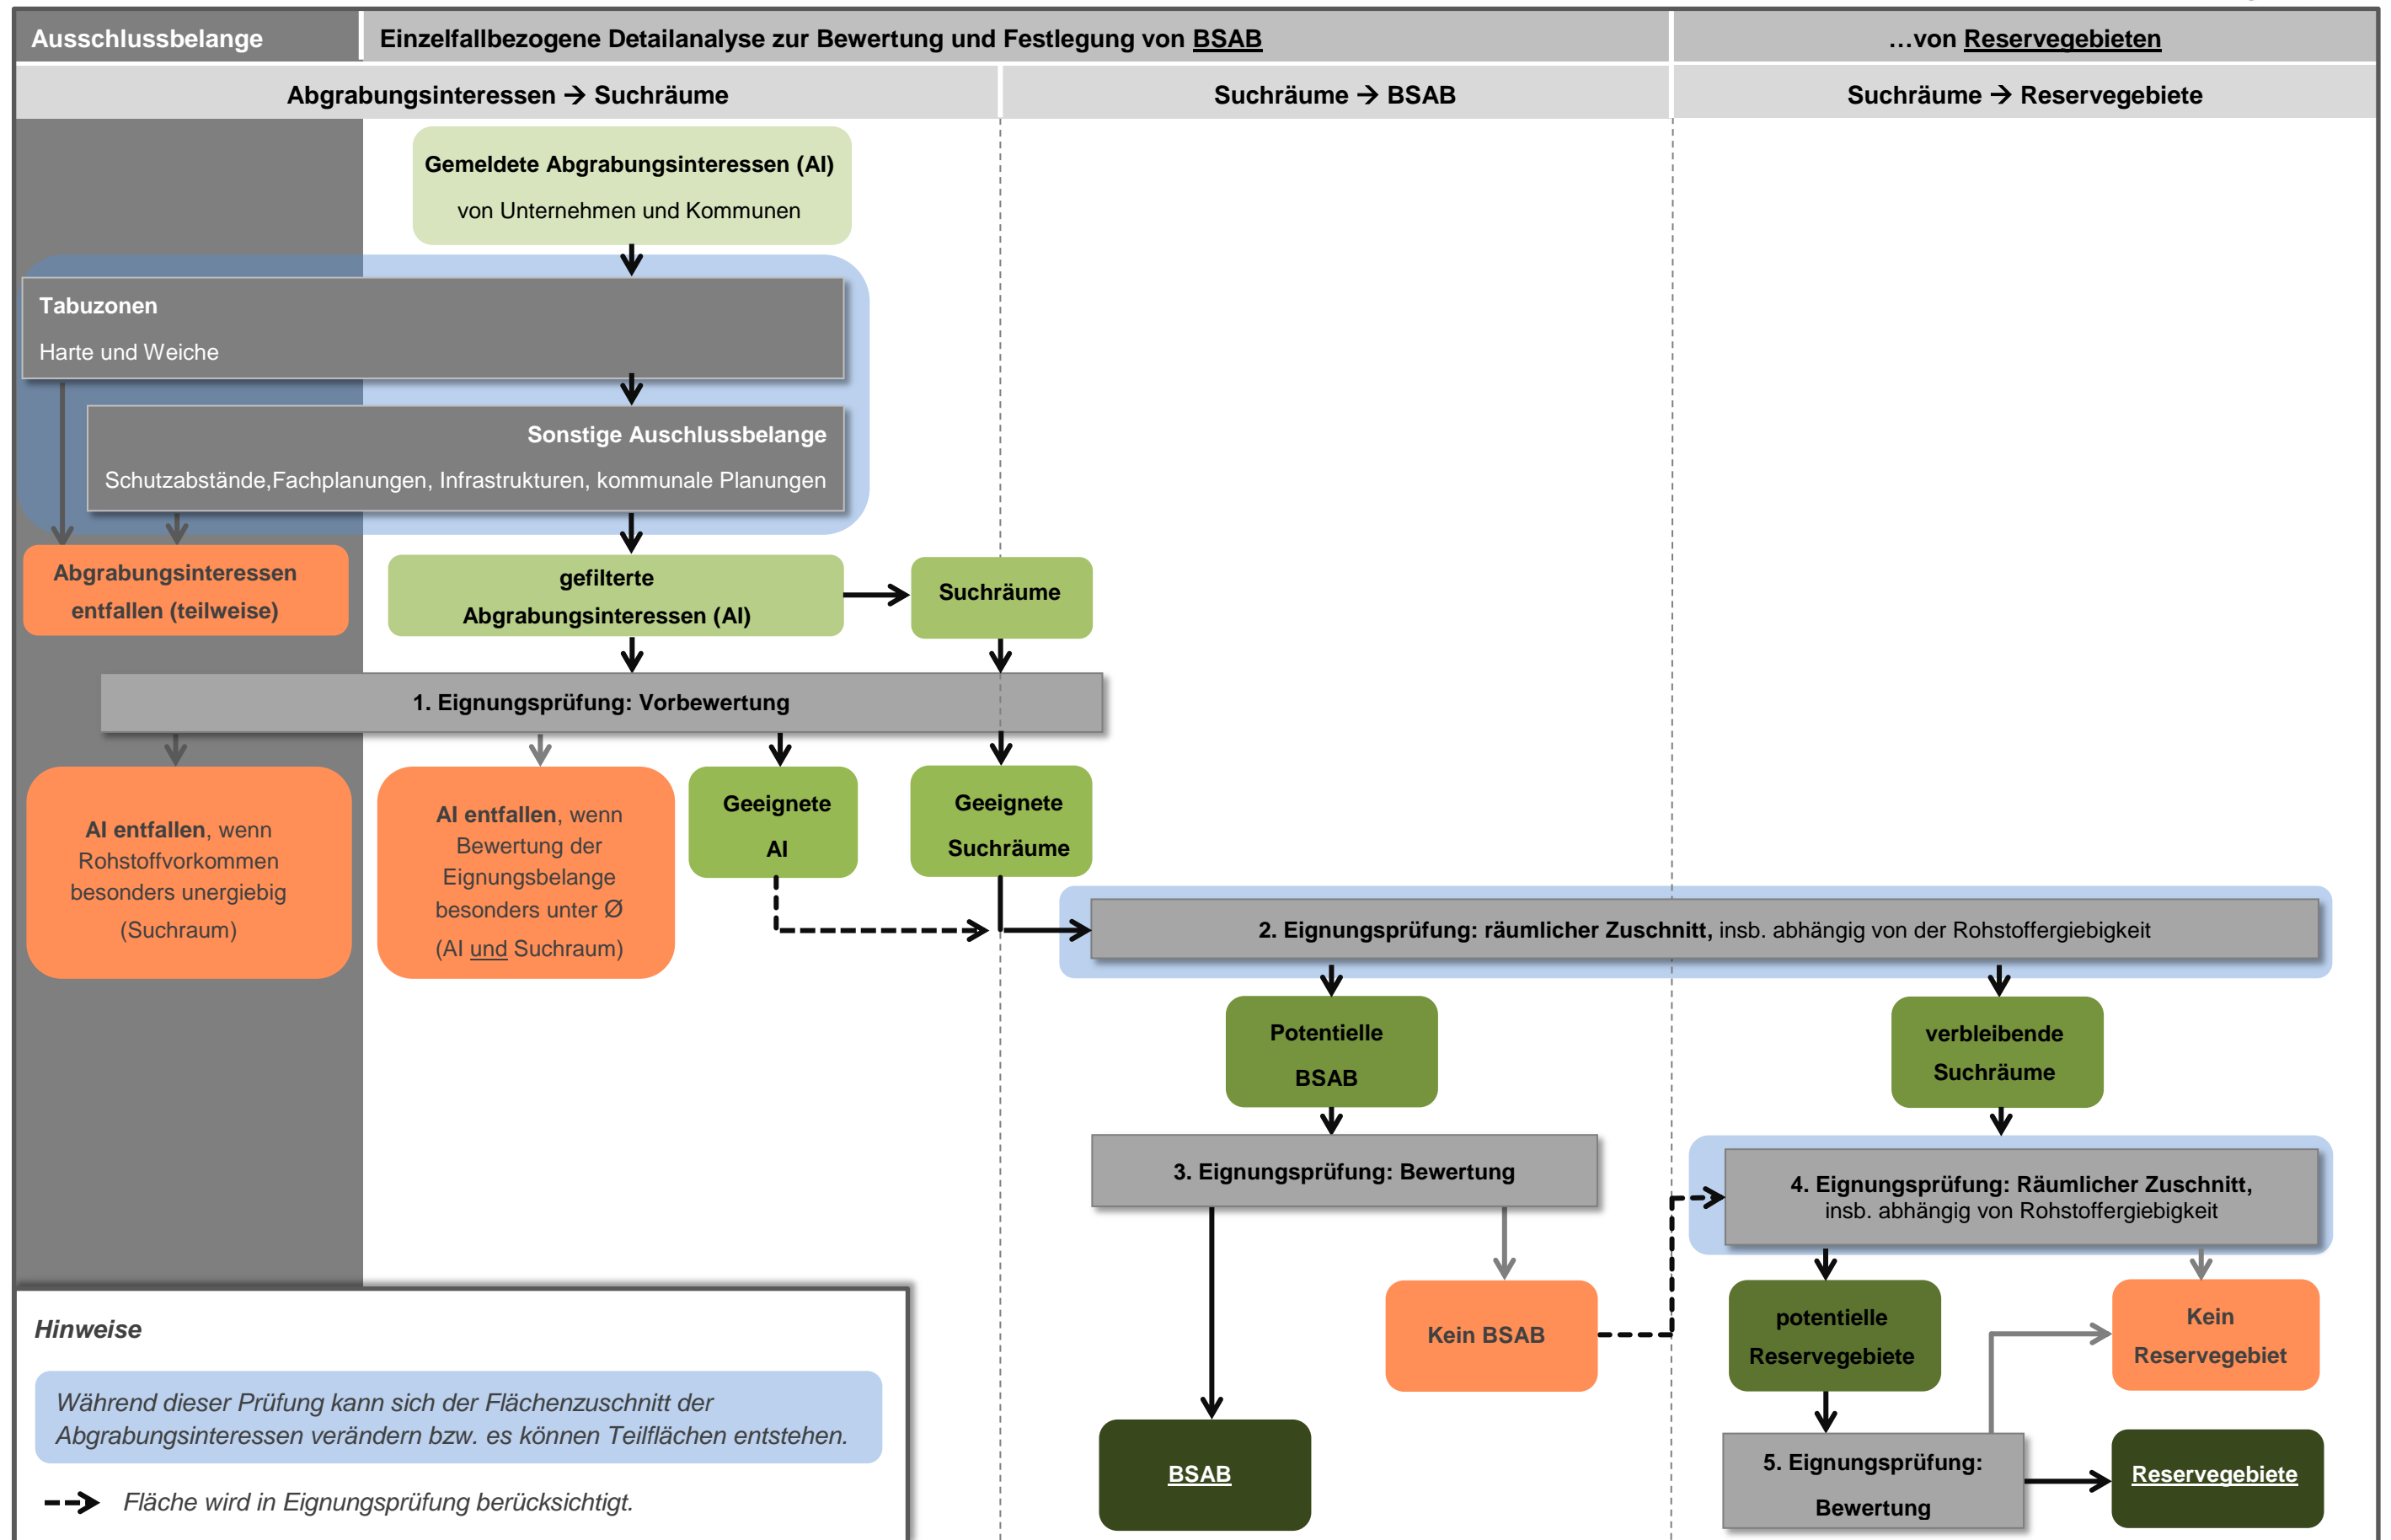 Ausschlussbelange
Einzelfallbezogene Detailanalyse zur Bewertung und Festlegung von BSAB
…von Reservegebieten
Abgrabungsinteressen → Suchräume
Suchräume → BSAB
Suchräume → Reservegebiete
Gemeldete Abgrabungsinteressen (AI)
von Unternehmen und Kommunen
Tabuzonen
Harte und Weiche
Sonstige Auschlussbelange
Schutzabstände,Fachplanungen, Infrastrukturen, kommunale Planungen
Abgrabungsinteressen
entfallen (teilweise)
gefilterte
Abgrabungsinteressen (AI)
Suchräume
1. Eignungsprüfung: Vorbewertung
AI entfallen, wenn
Rohstoffvorkommen
besonders unergiebig
(Suchraum)
AI entfallen, wenn
Bewertung der
Eignungsbelange
besonders unter Ø
(AI und Suchraum)
Geeignete
AI
Geeignete
Suchräume
2. Eignungsprüfung: räumlicher Zuschnitt, insb. abhängig von der Rohstoffergiebigkeit
Potentielle
BSAB
verbleibende
Suchräume
3. Eignungsprüfung: Bewertung
4. Eignungsprüfung: Räumlicher Zuschnitt,
insb. abhängig von Rohstoffergiebigkeit
Kein BSAB
potentielle
Reservegebiete
Kein
Reservegebiet
BSAB
5. Eignungsprüfung:
Bewertung
Reservegebiete
Hinweise
Während dieser Prüfung kann sich der Flächenzuschnitt der
Abgrabungsinteressen verändern bzw. es können Teilflächen entstehen.
Fläche wird in Eignungsprüfung berücksichtigt.